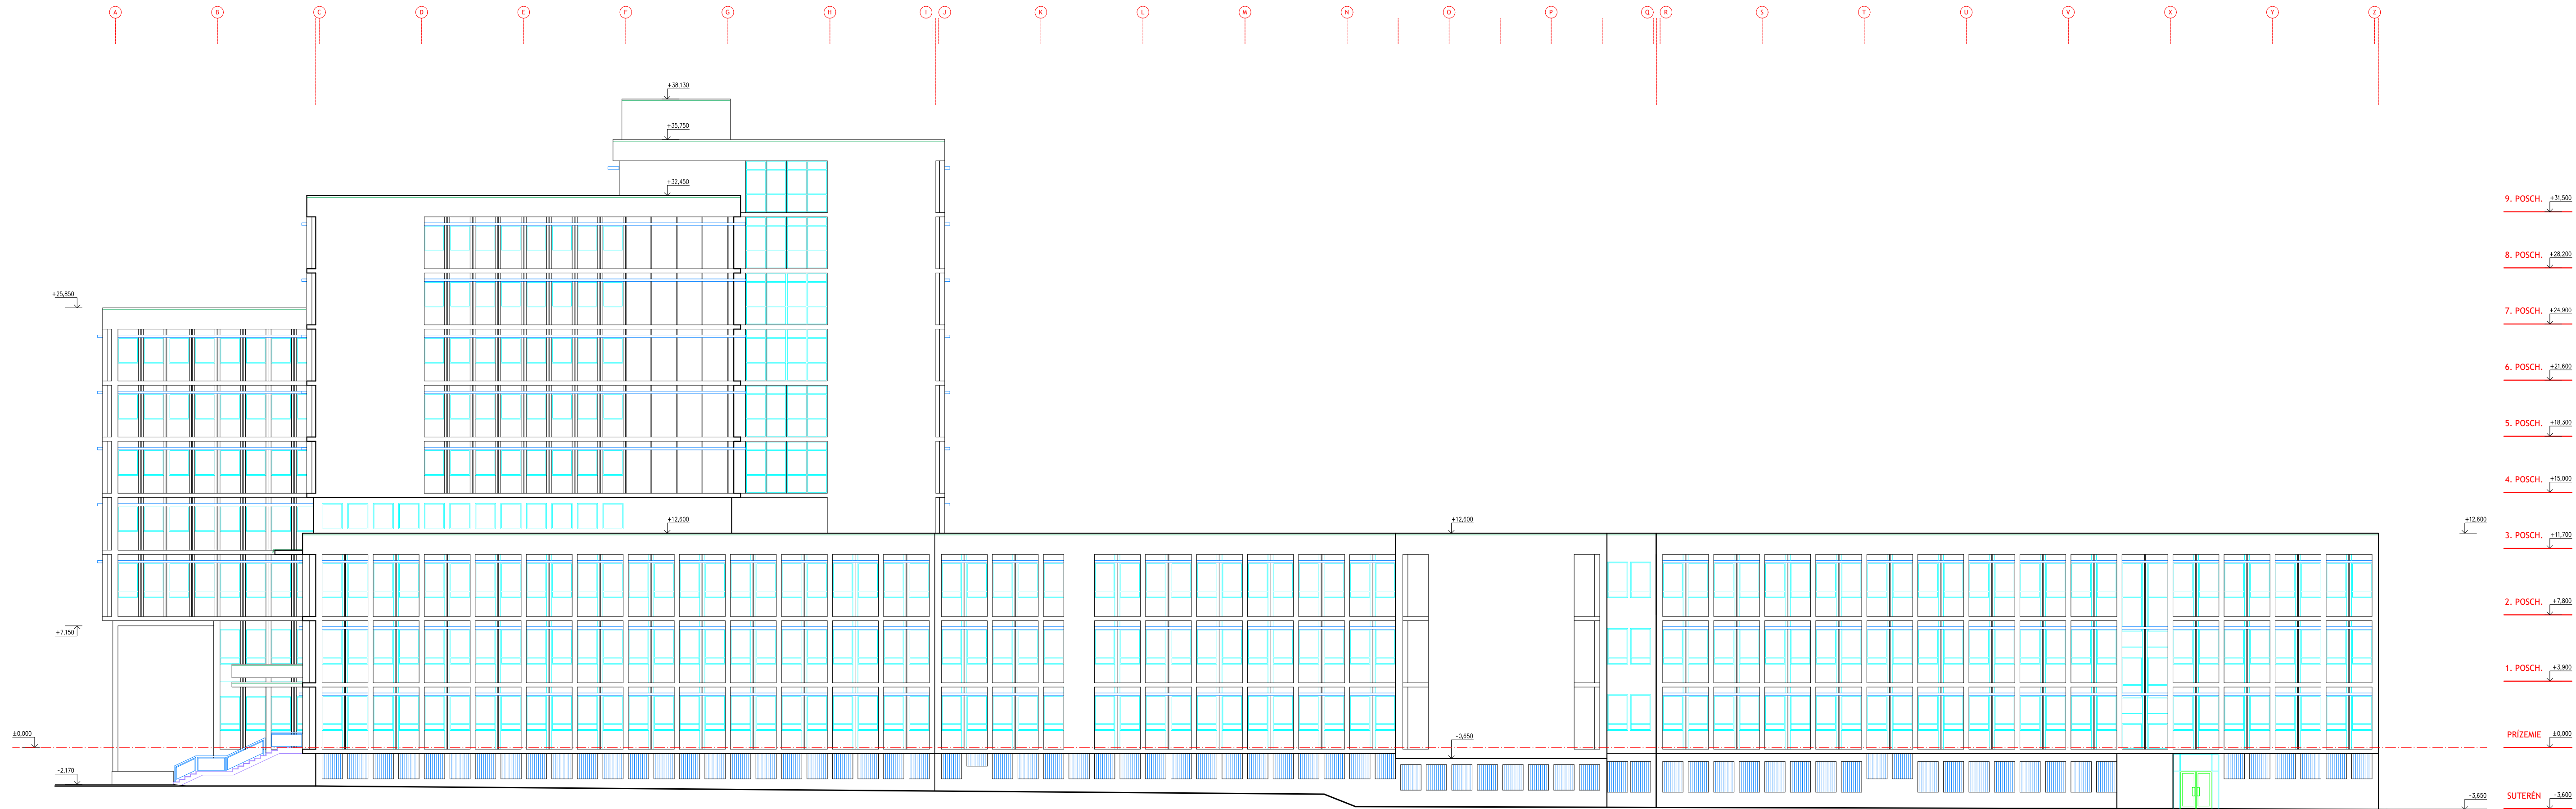 A B C D E F G H I J K L M N O P Q R S T U V X Y Z
+38,130
+35,750
+32,450
9. POSCH. +31,500
8. POSCH. +28,200
+25,850
7. POSCH. +24,900
6. POSCH. +21,600
5. POSCH. +18,300
4. POSCH. +15,000
+12,600 +12,600 +12,600
3. POSCH. +11,700
2. POSCH. +7,800
+7,150
1. POSCH. +3,900
±0,000 -0,650 PRÍZEMIE ±0,000
-2,170
-3,650 SUTERÉN -3,600